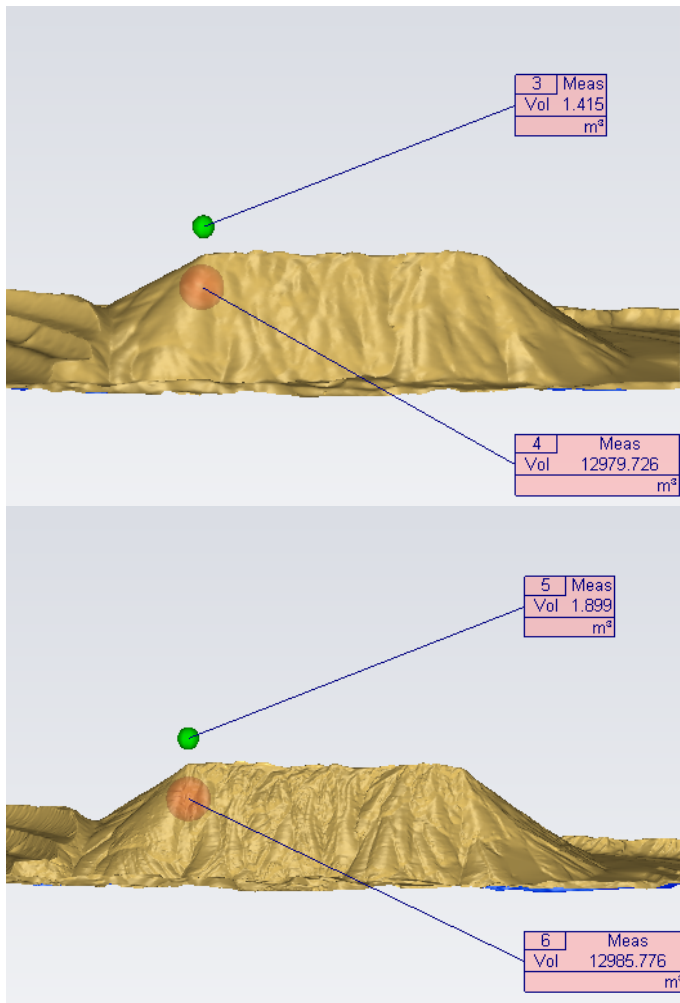 3 Meas
Vol 1.415
m³
4 Meas
Vol 12979.726
m³
5 Meas
Vol 1.899
m³
6 Meas
Vol 12985.776
m³